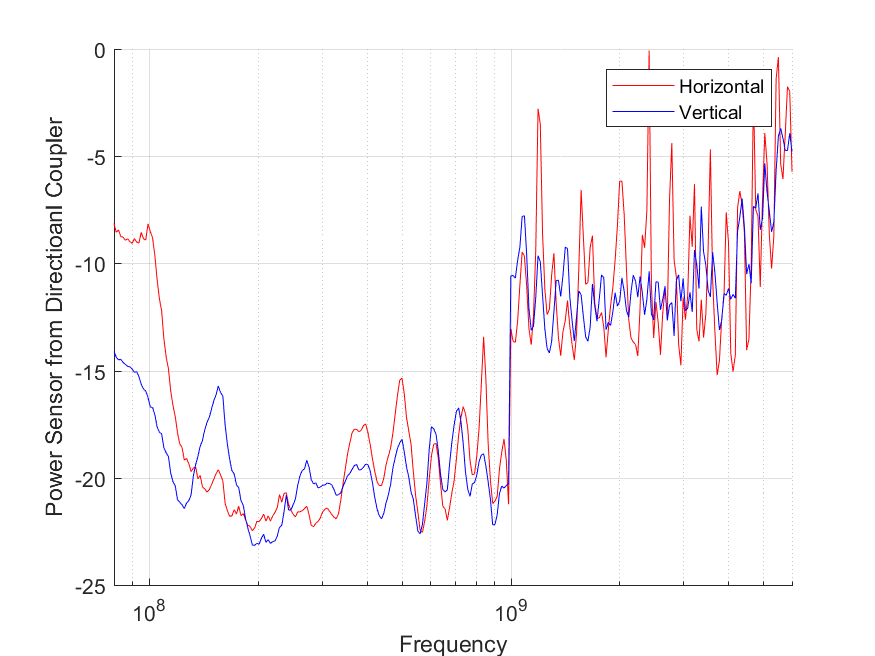 Power Sensor from Directioanl Coupler
0
-5
-10
-15
-20
-25
10^8
10^9
Frequency
Horizontal
Vertical